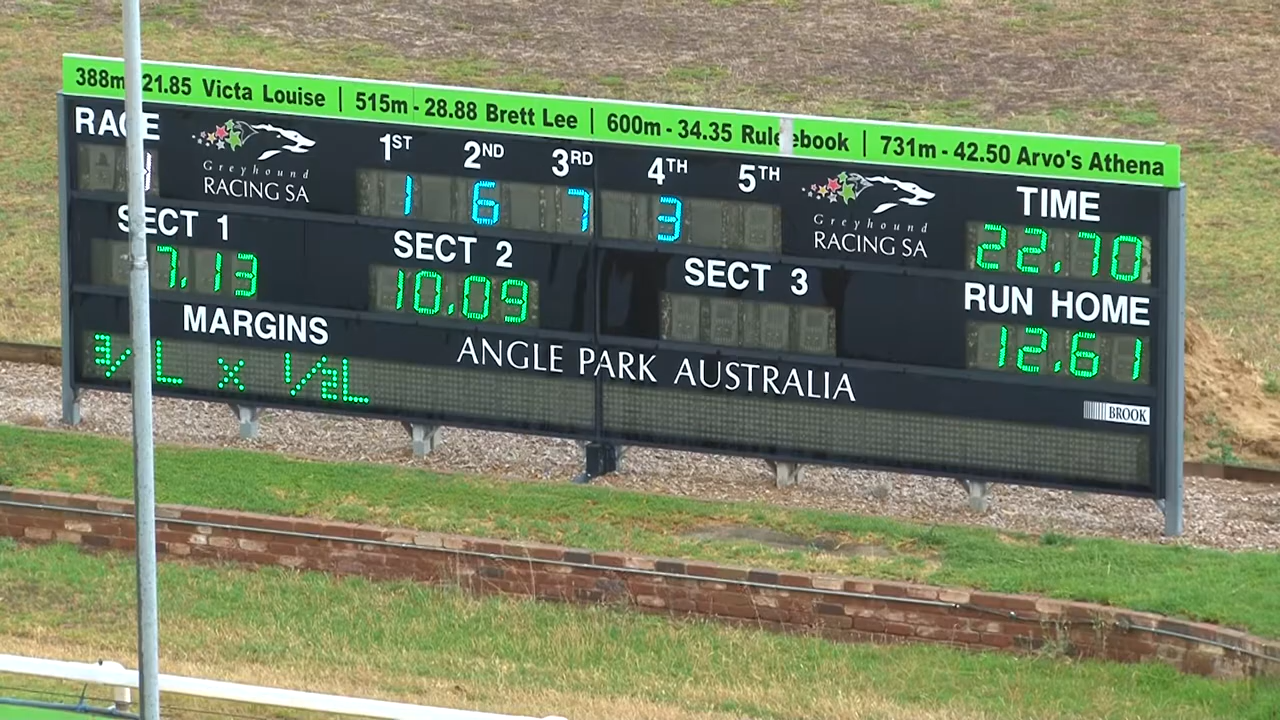 388m 21.85 Victa Louise | 515m - 28.88 Brett Lee | 600m - 34.35 Rulebook | 731m - 42.50 Arvo's Athena
RACE
Greyhound
RACING SA
1ST 2ND 3RD 4TH 5TH
1 6 7 3
Greyhound
RACING SA
TIME
22.70
SECT 1
7.13
SECT 2
10.09
SECT 3
RUN HOME
12.61
MARGINS
L x 1/2L
ANGLE PARK AUSTRALIA
BROOK